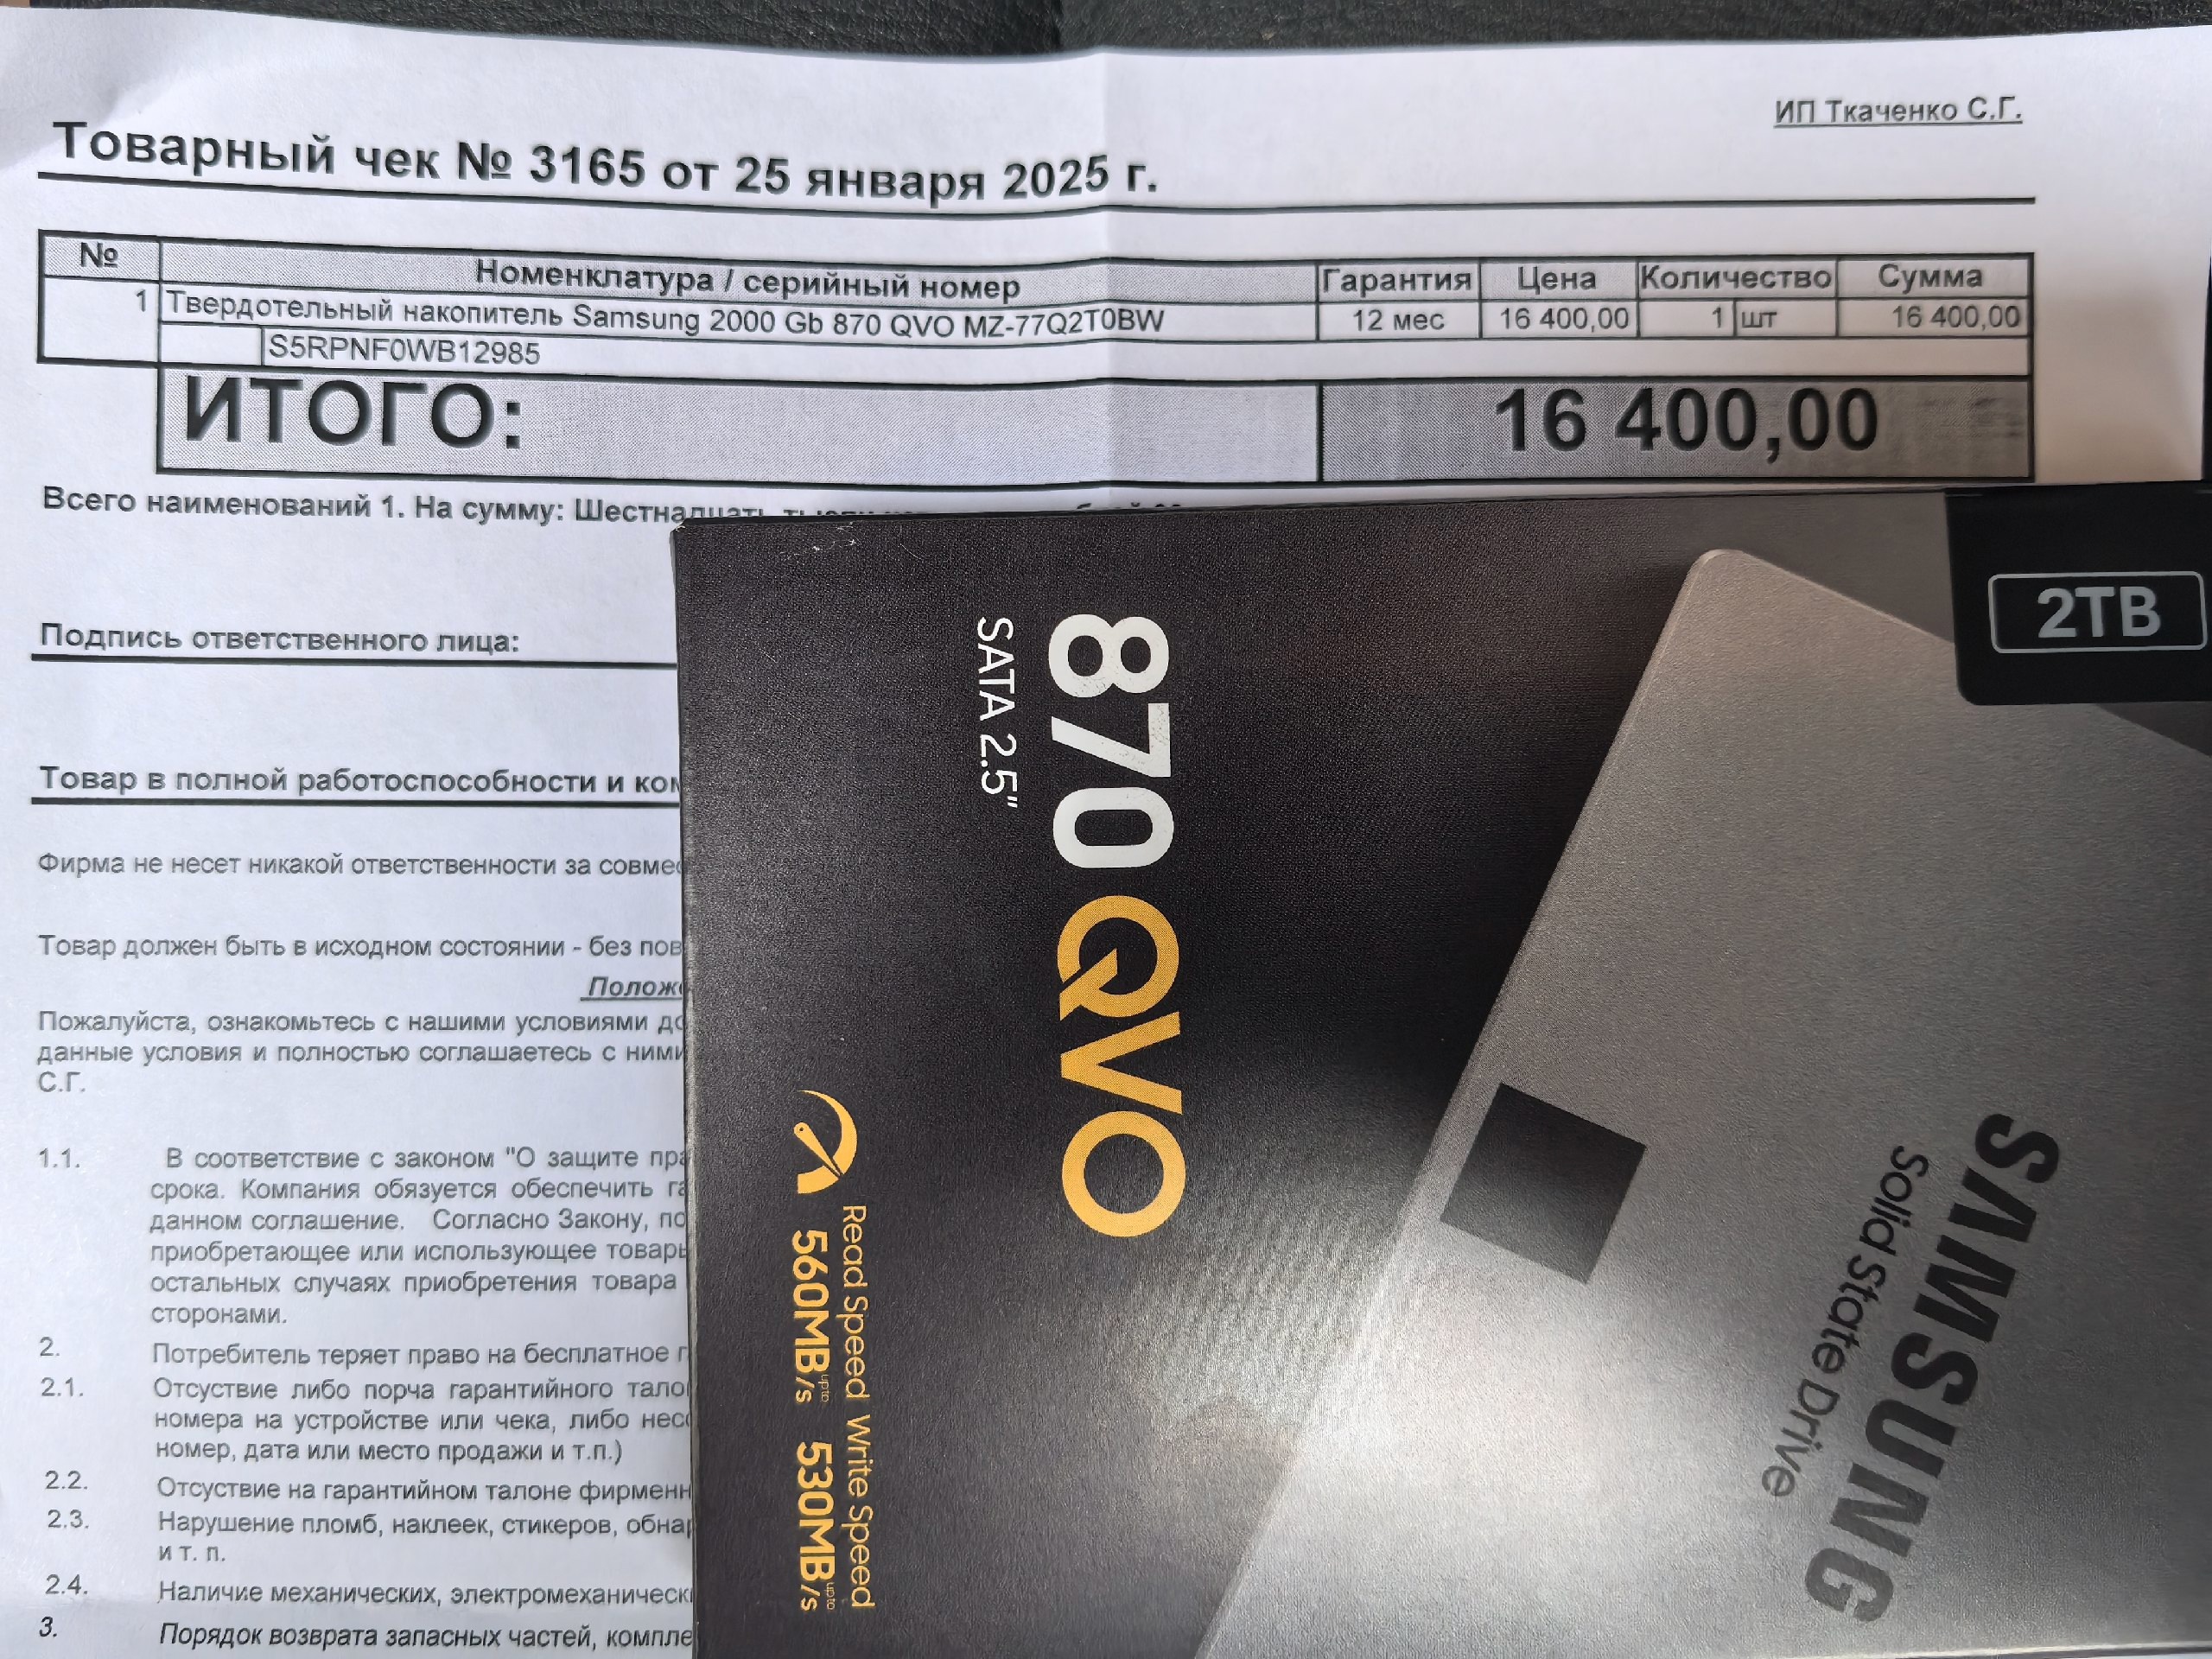 ИП Ткаченко С.Г.
Товарный чек № 3165 от 25 января 2025 г.
№ Номенклатура / серийный номер Гарантия Цена Количество Сумма
1 Твердотельный накопитель Samsung 2000 Gb 870 QVO MZ-77Q2T0BW 12 мес 16 400,00 1 шт 16 400,00
S5RPNF0WB12985
ИТОГО: 16 400,00
Всего наименований 1. На сумму: Шестнадцать
Подпись ответственного лица:
Товар в полной работоспособности и
Фирма не несет никакой ответственности за
Товар должен быть в исходном состоянии - без
Пожалуйста, ознакомьтесь с нашими условиями
данные условия и полностью соглашаетесь с ними
С.Г.
1.1. В соответствие с законом "О защите
срока. Компания обязуется обеспечить
данном соглашение. Согласно Закону,
приобретающее или использующее
остальных случаях приобретения товара
сторонами.
2. Потребитель теряет право на бесплатное
2.1. Отсуствие либо порча гарантийного
номера на устройстве или чека, либо
номер, дата или место продажи и т.п.)
2.2. Отсуствие на гарантийном талоне
2.3. Нарушение пломб, наклеек, стикеров,
и т. п.
2.4. Наличие механических,
3. Порядок возврата запасных частей,
2TB
870 QVO
SATA 2.5"
Read Speed Write Speed
560MB/s up to 530MB/s up to
SAMSUNG
Solid State Drive